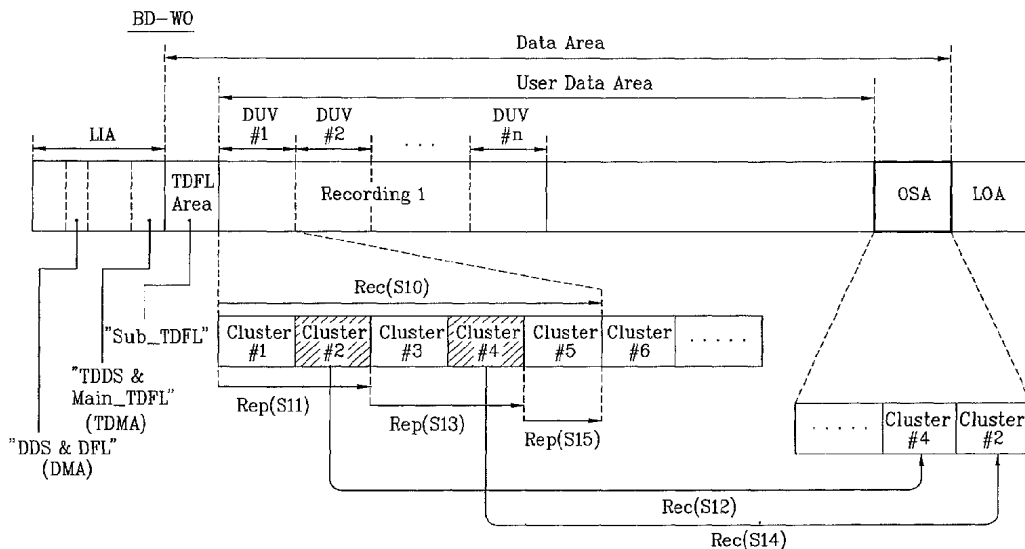 BD-WO
Data Area
User Data Area
DUV
#1
DUV
#2
. . .
DUV
#n
LIA
TDFL
Area
Recording 1
OSA
LOA
Rec(S10)
"Sub_TDFL"
Cluster
#1
Cluster
#2
Cluster
#3
Cluster
#4
Cluster
#5
Cluster
#6
. . . . .
"TDDS &
Main_TDFL"
(TDMA)
Rep(S11)
Rep(S13)
Rep(S15)
"DDS & DFL"
(DMA)
. . . . .
Cluster
#4
Cluster
#2
Rec(S12)
Rec(S14)